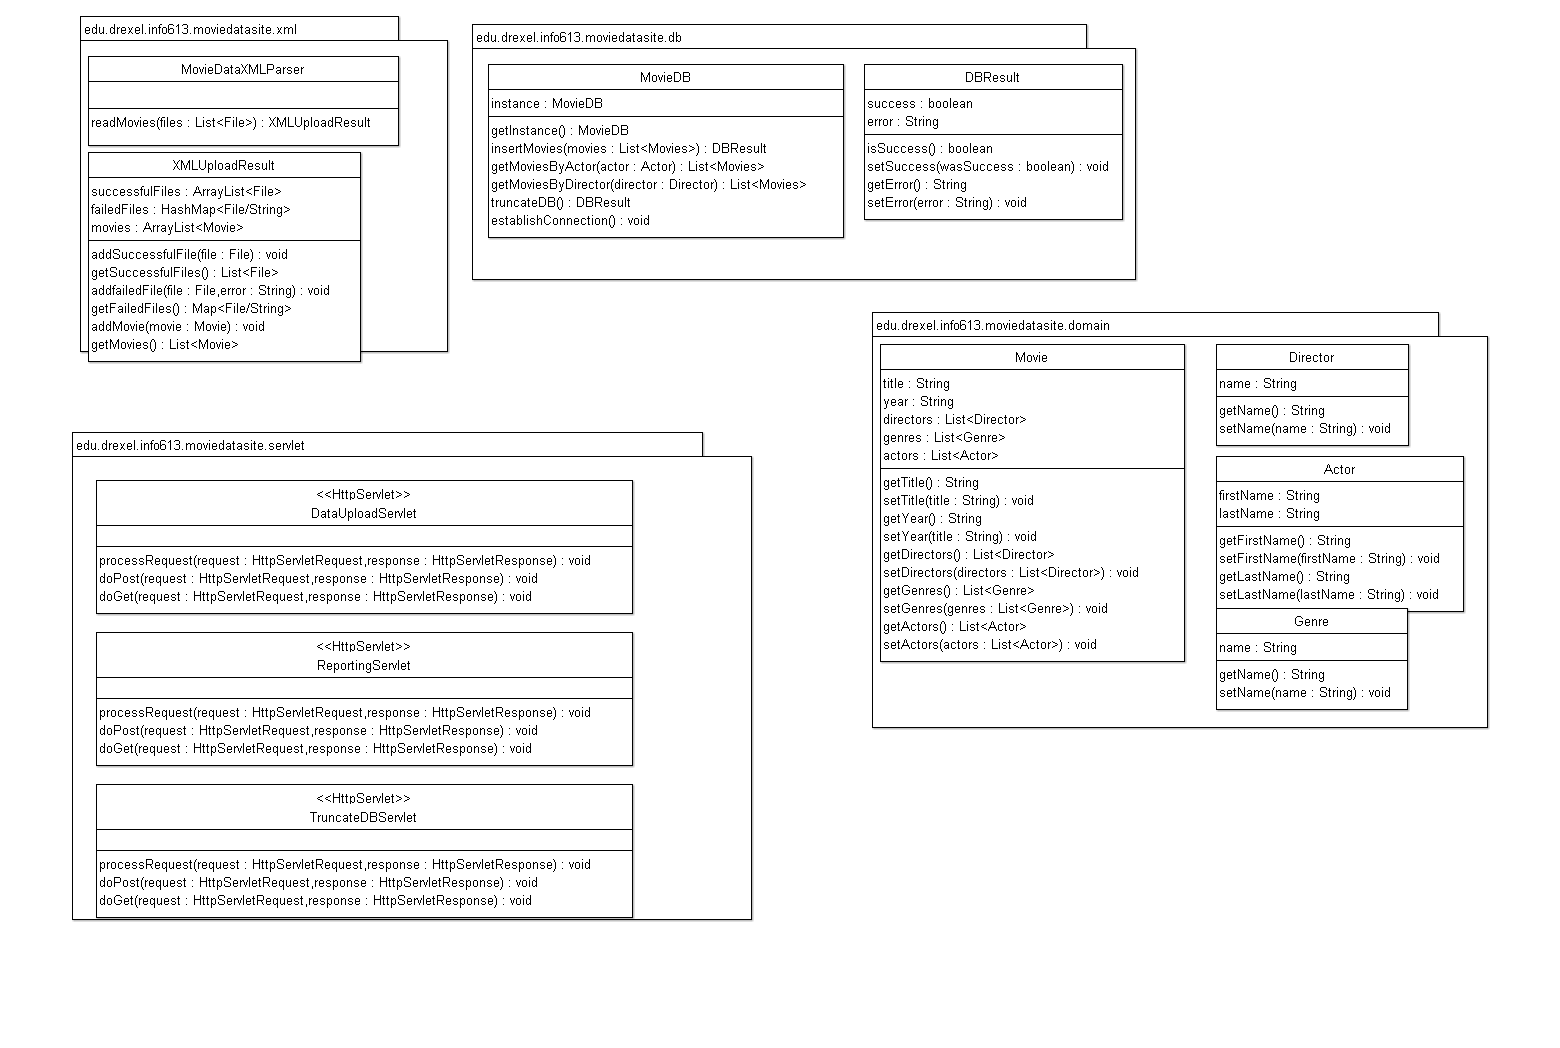 edu.drexel.info613.moviedatasite.xml
MovieDataXMLParser
readMovies(files : List<File>) : XMLUploadResult
XMLUploadResult
successfulFiles : ArrayList<File>
failedFiles : HashMap<File/String>
movies : ArrayList<Movie>
addSuccessfulFile(file : File) : void
getSuccessfulFiles() : List<File>
addfailedFile(file : File,error : String) : void
getFailedFiles() : Map<File/String>
addMovie(movie : Movie) : void
getMovies() : List<Movie>
edu.drexel.info613.moviedatasite.db
MovieDB
instance : MovieDB
getInstance() : MovieDB
insertMovies(movies : List<Movies>) : DBResult
getMoviesByActor(actor : Actor) : List<Movies>
getMoviesByDirector(director : Director) : List<Movies>
truncateDB() : DBResult
establishConnection() : void
DBResult
success : boolean
error : String
isSuccess() : boolean
setSuccess(wasSuccess : boolean) : void
getError() : String
setError(error : String) : void
edu.drexel.info613.moviedatasite.domain
Movie
title : String
year : String
directors : List<Director>
genres : List<Genre>
actors : List<Actor>
getTitle() : String
setTitle(title : String) : void
getYear() : String
setYear(title : String) : void
getDirectors() : List<Director>
setDirectors(directors : List<Director>) : void
getGenres() : List<Genre>
setGenres(genres : List<Genre>) : void
getActors() : List<Actor>
setActors(actors : List<Actor>) : void
Director
name : String
getName() : String
setName(name : String) : void
Actor
firstName : String
lastName : String
getFirstName() : String
setFirstName(firstName : String) : void
getLastName() : String
setLastName(lastName : String) : void
Genre
name : String
getName() : String
setName(name : String) : void
edu.drexel.info613.moviedatasite.servlet
<<HttpServlet>>
DataUploadServlet
processRequest(request : HttpServletRequest,response : HttpServletResponse) : void
doPost(request : HttpServletRequest,response : HttpServletResponse) : void
doGet(request : HttpServletRequest,response : HttpServletResponse) : void
<<HttpServlet>>
ReportingServlet
processRequest(request : HttpServletRequest,response : HttpServletResponse) : void
doPost(request : HttpServletRequest,response : HttpServletResponse) : void
doGet(request : HttpServletRequest,response : HttpServletResponse) : void
<<HttpServlet>>
TruncateDBServlet
processRequest(request : HttpServletRequest,response : HttpServletResponse) : void
doPost(request : HttpServletRequest,response : HttpServletResponse) : void
doGet(request : HttpServletRequest,response : HttpServletResponse) : void